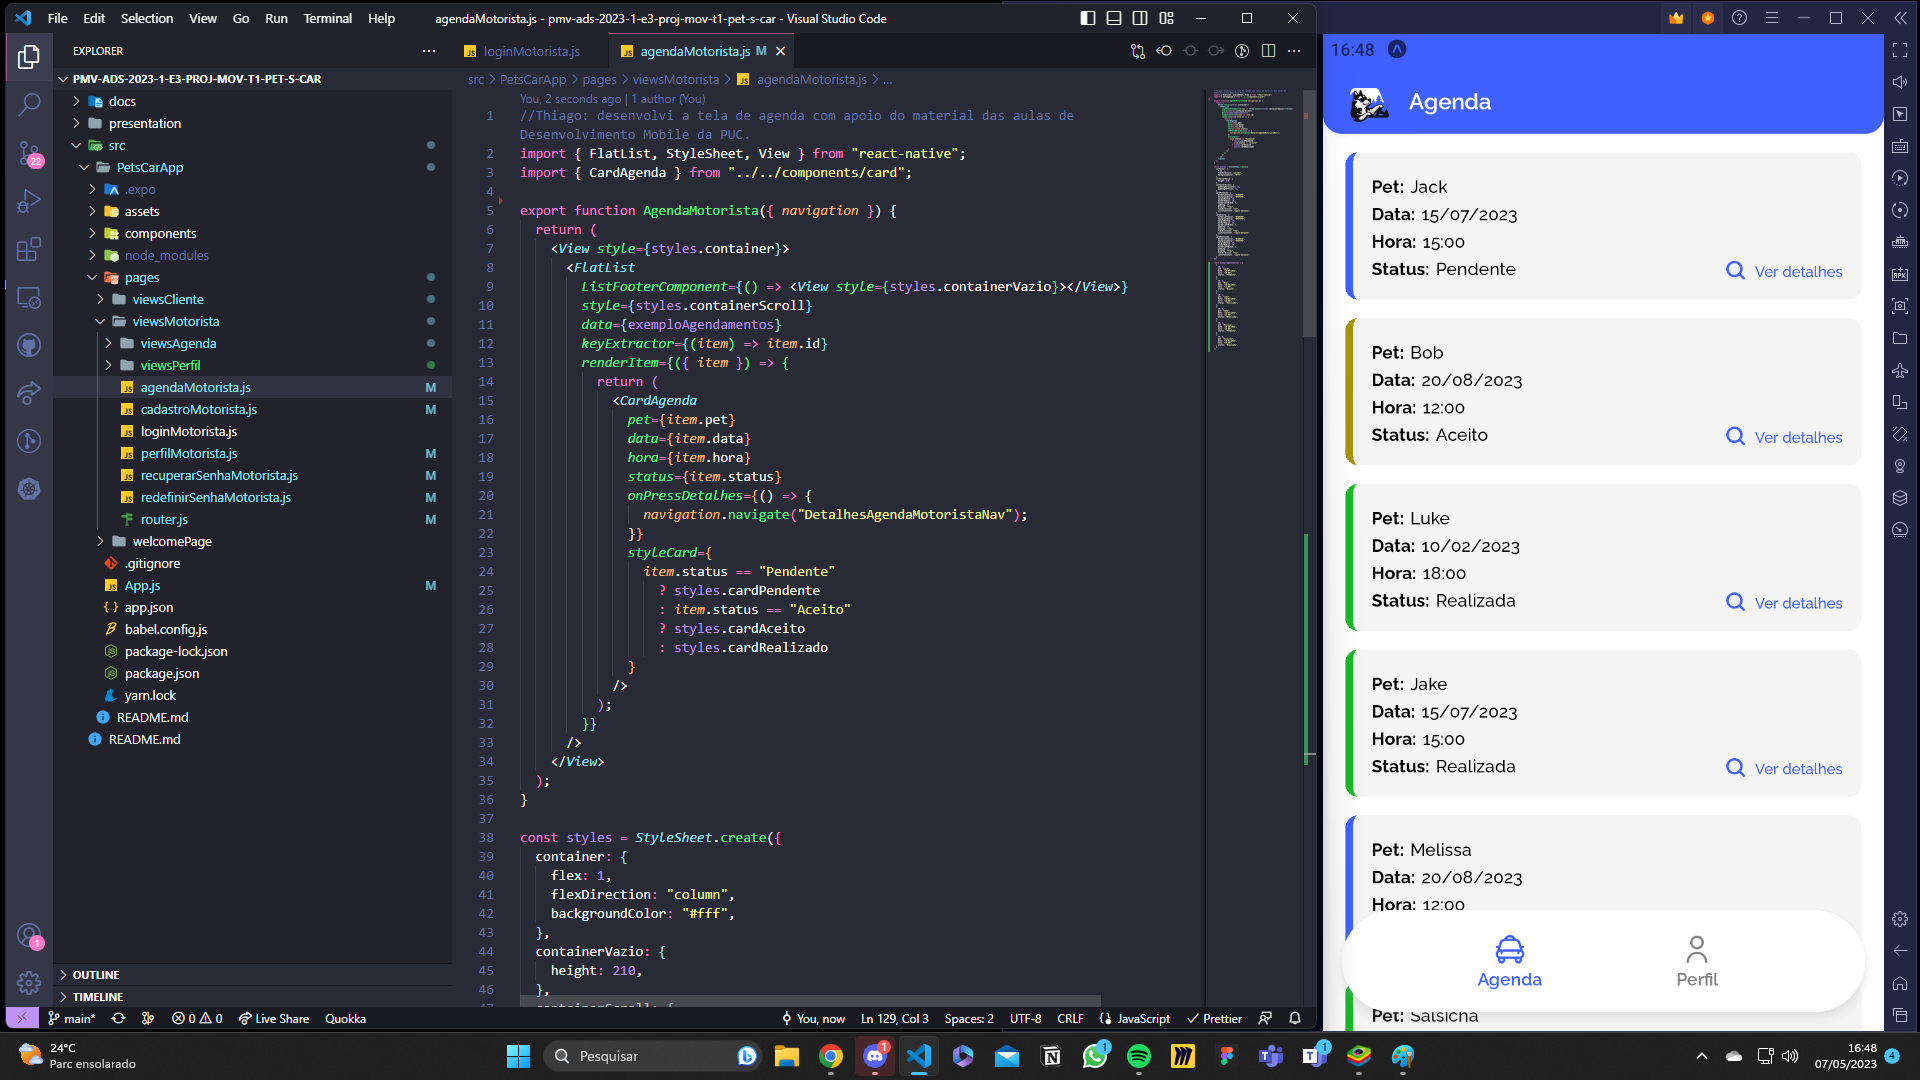 File Edit Selection View Go Run Terminal Help
agendaMotorista.js - pmv-ads-2023-1-e3-proj-mov-t1-pet-s-car - Visual Studio Code
EXPLORER
PMV-ADS-2023-1-E3-PROJ-MOV-T1-PET-S-CAR
docs
presentation
src
PetsCarApp
.expo
assets
components
node_modules
pages
viewsCliente
viewsMotorista
viewsAgenda
viewsPerfil
agendaMotorista.js M
cadastroMotorista.js M
loginMotorista.js
perfilMotorista.js M
recuperarSenhaMotorista.js M
redefinirSenhaMotorista.js M
router.js M
welcomePage
.gitignore
App.js M
app.json
babel.config.js
package-lock.json
package.json
yarn.lock
README.md
README.md
OUTLINE
TIMELINE
22
1
loginMotorista.js
agendaMotorista.js M
src > PetsCarApp > pages > viewsMotorista > agendaMotorista.js > ...
You, 2 seconds ago | 1 author (You)
1 //Thiago: desenvolvi a tela de agenda com apoio do material das aulas de
Desenvolvimento Mobile da PUC.
2 import { FlatList, StyleSheet, View } from "react-native";
3 import { CardAgenda } from "../../components/card";
4
5 export function AgendaMotorista({ navigation }) {
6 return (
7 <View style={styles.container}>
8 <FlatList
9 ListFooterComponent={() => <View style={styles.containerVazio}></View>}
10 style={styles.containerScroll}
11 data={exemploAgendamentos}
12 keyExtractor={(item) => item.id}
13 renderItem={({ item }) => {
14 return (
15 <CardAgenda
16 pet={item.pet}
17 data={item.data}
18 hora={item.hora}
19 status={item.status}
20 onPressDetalhes={() => {
21 navigation.navigate("DetalhesAgendaMotoristaNav");
22 }}
23 styleCard={
24 item.status == "Pendente"
25 ? styles.cardPendente
26 : item.status == "Aceito"
27 ? styles.cardAceito
28 : styles.cardRealizado
29 }
30 />
31 );
32 }}
33 />
34 </View>
35 );
36 }
37
38 const styles = StyleSheet.create({
39 container: {
40 flex: 1,
41 flexDirection: "column",
42 backgroundColor: "#fff",
43 },
44 containerVazio: {
45 height: 210,
46 },
47 containerScroll: {
main* 0 0 Live Share Quokka
You, now Ln 129, Col 3 Spaces: 2 UTF-8 CRLF JavaScript Prettier
16:48
Agenda
Pet: Jack
Data: 15/07/2023
Hora: 15:00
Status: Pendente
Ver detalhes
Pet: Bob
Data: 20/08/2023
Hora: 12:00
Status: Aceito
Ver detalhes
Pet: Luke
Data: 10/02/2023
Hora: 18:00
Status: Realizada
Ver detalhes
Pet: Jake
Data: 15/07/2023
Hora: 15:00
Status: Realizada
Ver detalhes
Pet: Melissa
Data: 20/08/2023
Hora: 12:00
Agenda
Perfil
Pet: Salsicha
24°C
Parc ensolarado
Pesquisar
1
1
1
16:48
07/05/2023
4